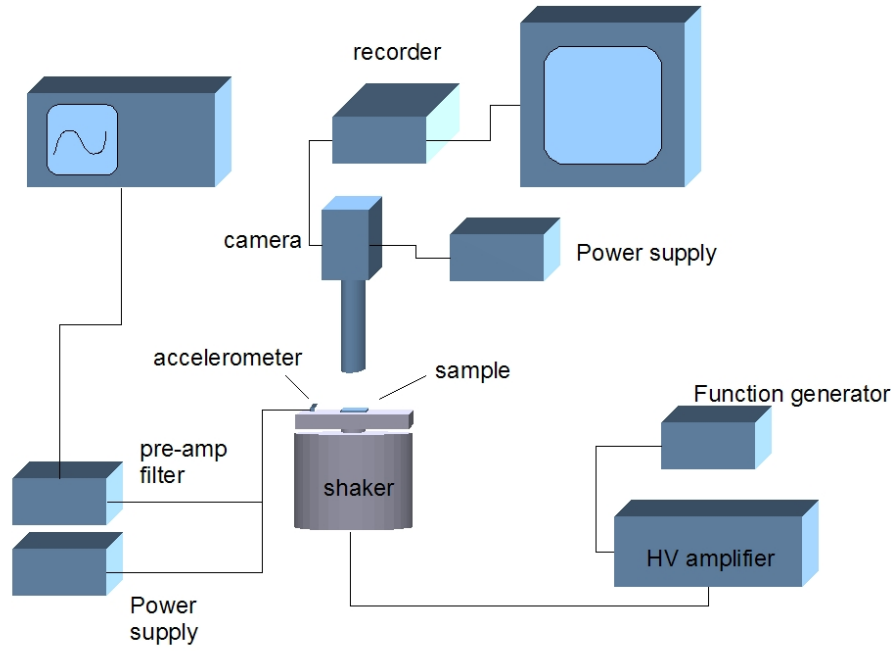 recorder
camera
Power supply
accelerometer
sample
Function generator
pre-amp
filter
shaker
HV amplifier
Power
supply